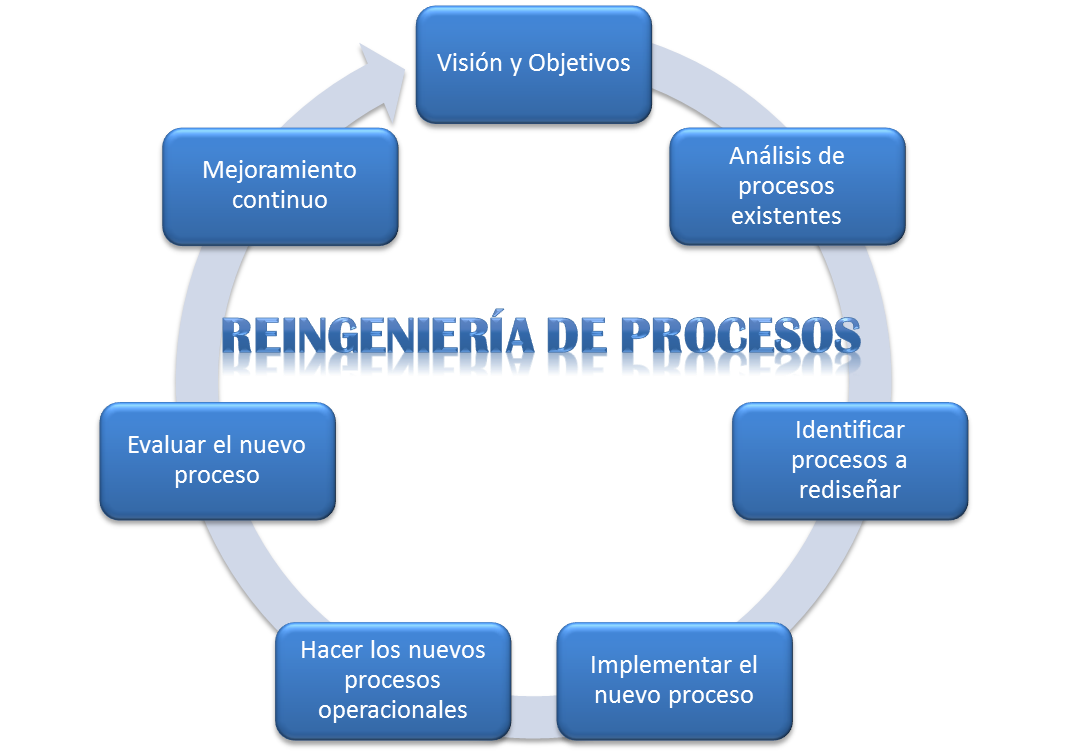 Visión y Objetivos
Análisis de
procesos
existentes
Identificar
procesos a
rediseñar
Implementar el
nuevo proceso
Hacer los nuevos
procesos
operacionales
Evaluar el nuevo
proceso
Mejoramiento
continuo
REINGENIERÍA DE PROCESOS